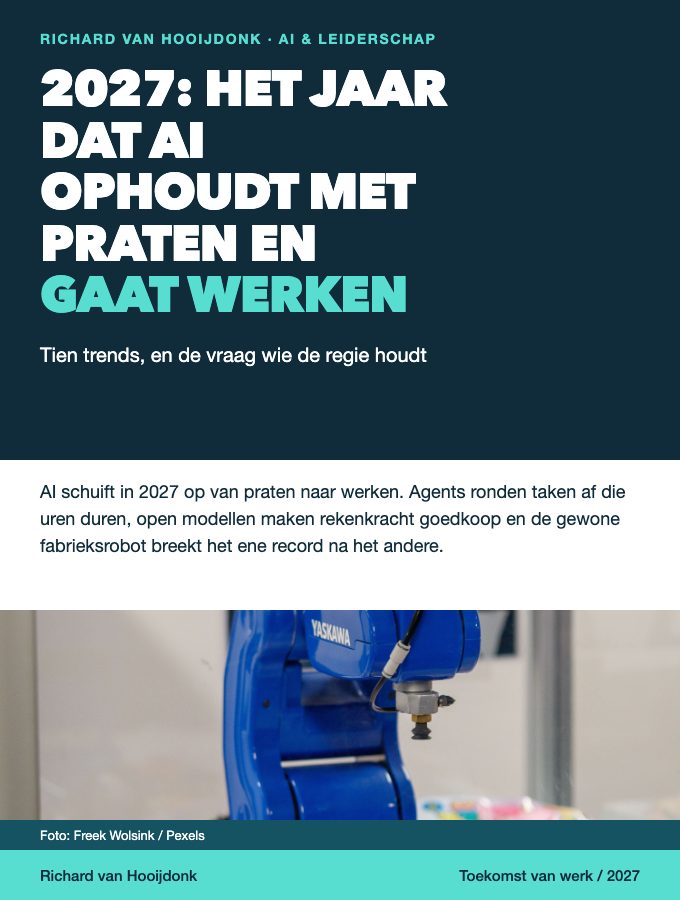 RICHARD VAN HOOIJDONK · AI & LEIDERSCHAP
2027: HET JAAR
DAT AI
OPHOUDT MET
PRATEN EN
GAAT WERKEN
Tien trends, en de vraag wie de regie houdt
AI schuift in 2027 op van praten naar werken. Agents ronden taken af die
uren duren, open modellen maken rekenkracht goedkoop en de gewone
fabrieksrobot breekt het ene record na het andere.
YASKAWA
Foto: Freek Wolsink / Pexels
Richard van Hooijdonk
Toekomst van werk / 2027